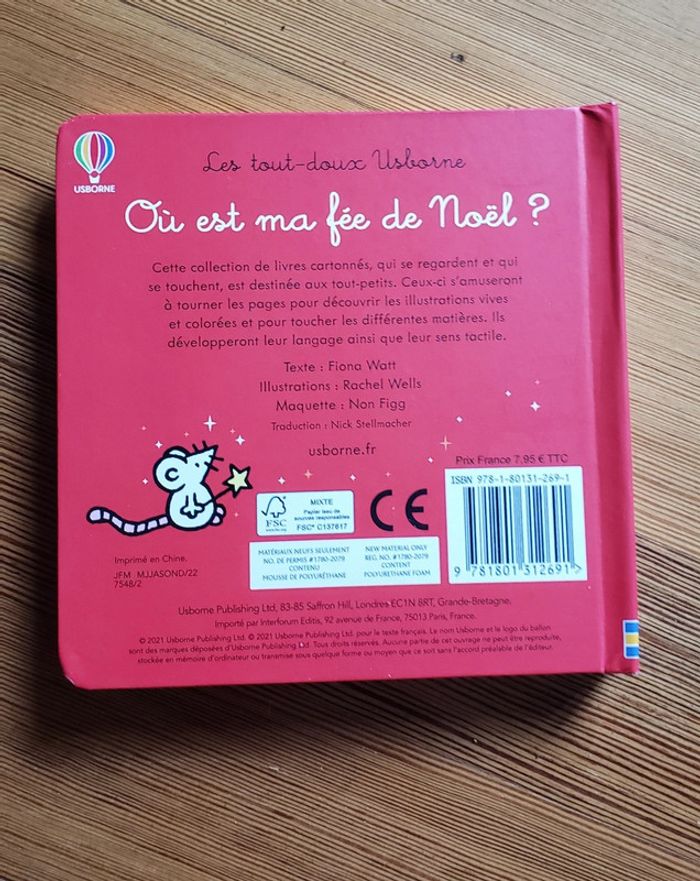 USBORNE
Les tout-doux Usborne
Où est ma fée de Noël ?
Cette collection de livres cartonnés, qui se regardent et qui
se touchent, est destinée aux tout-petits. Ceux-ci s'amuseront
à tourner les pages pour découvrir les illustrations vives
et colorées et pour toucher les différentes matières. Ils
développeront leur langage ainsi que leur sens tactile.
Texte : Fiona Watt
Illustrations : Rachel Wells
Maquette : Non Figg
Traduction : Nick Stellmacher
usborne.fr
Prix France 7,95 € TTC
ISBN 978-1-80131-269-1
9 781801 312691 >
FSC
www.fsc.org
MIXTE
Papier issu de
sources responsables
FSC® C137617
CE
MATÉRIAUX NEUFS SEULEMENT
NO. DE PERMIS #1780-2079
CONTENU
MOUSSE DE POLYURÉTHANE
NEW MATERIAL ONLY
REG. NO. #1780-2079
CONTENT
POLYURETHANE FOAM
Imprimé en Chine.
JFM MJJASOND/22
7548/2
Usborne Publishing Ltd, 83-85 Saffron Hill, Londres EC1N 8RT, Grande-Bretagne.
Importé par Interforum Editis, 92 avenue de France, 75013 Paris, France.
© 2021 Usborne Publishing Ltd. © 2021 Usborne Publishing Ltd. pour le texte français. Le nom Usborne et le logo du ballon
sont des marques déposées d'Usborne Publishing Ltd. Tous droits réservés. Aucune partie de cet ouvrage ne peut être reproduite,
stockée en mémoire d'ordinateur ou transmise sous quelque forme ou moyen que ce soit sans l'accord préalable de l'éditeur.